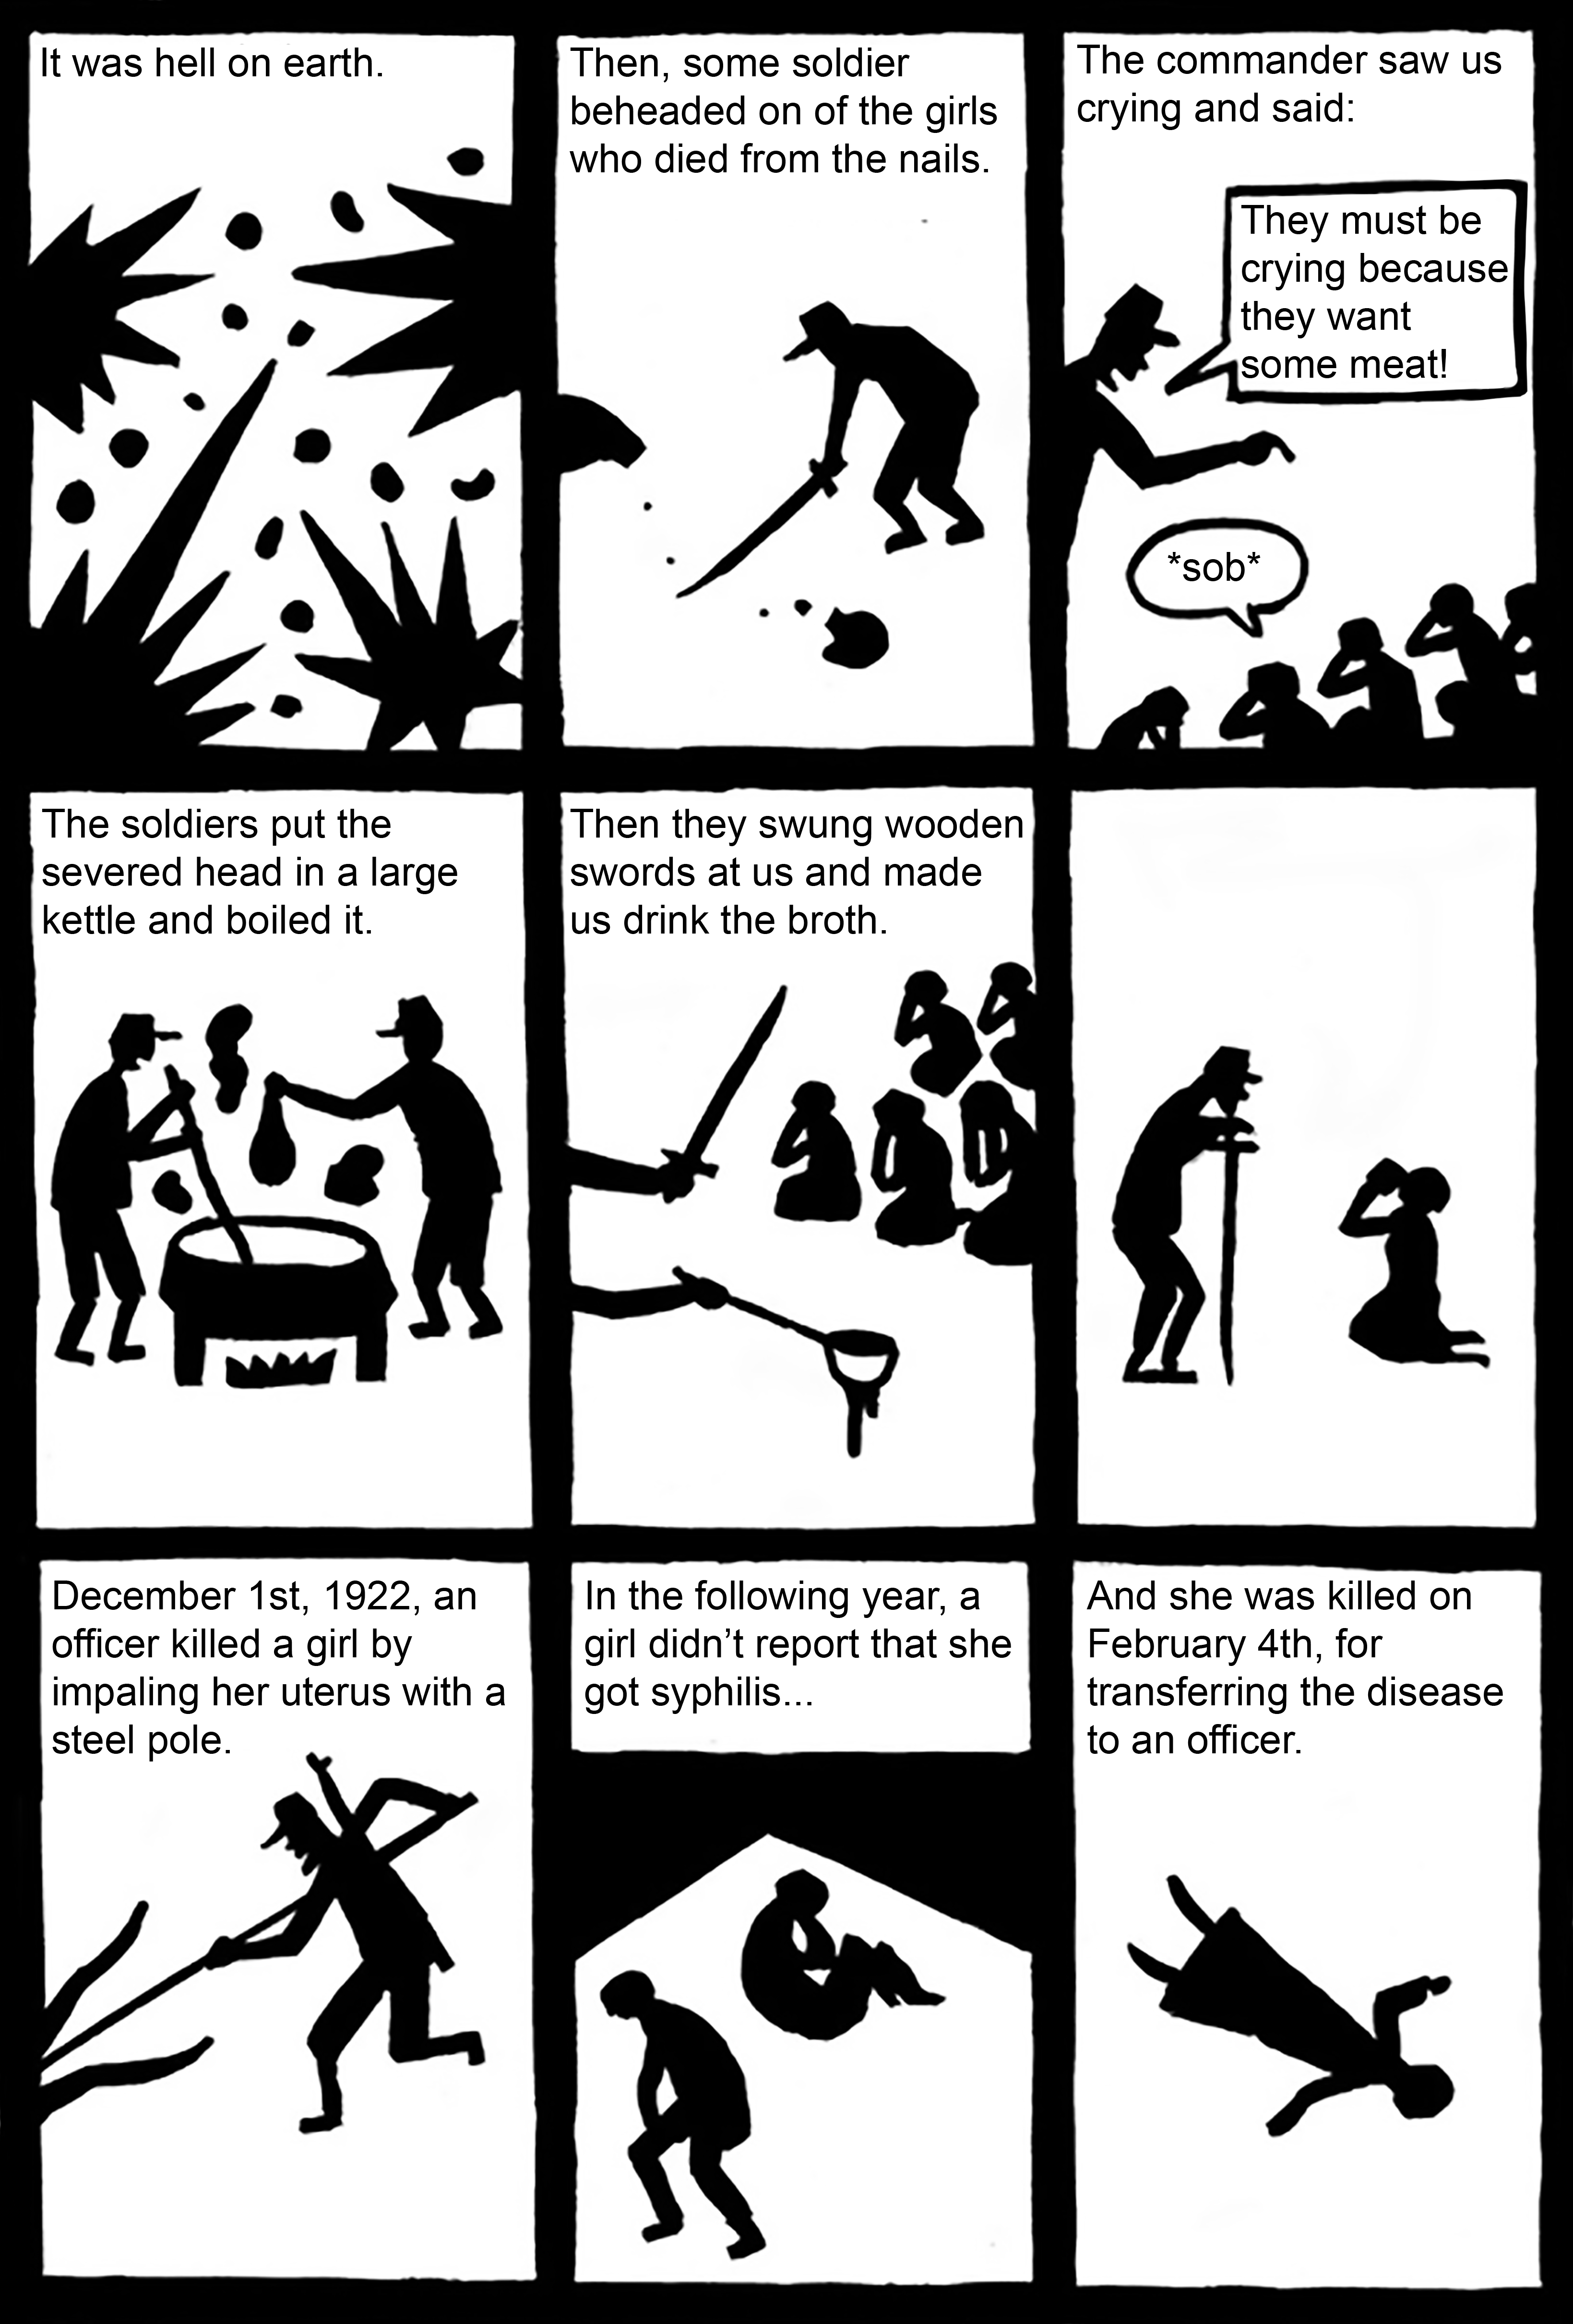 It was hell on earth.
Then, some soldier
beheaded on of the girls
who died from the nails.
The commander saw us
crying and said:
They must be
crying because
they want
some meat!
*sob*
The soldiers put the
severed head in a large
kettle and boiled it.
Then they swung wooden
swords at us and made
us drink the broth.
December 1st, 1922, an
officer killed a girl by
impaling her uterus with a
steel pole.
In the following year, a
girl didn’t report that she
got syphilis...
And she was killed on
February 4th, for
transferring the disease
to an officer.